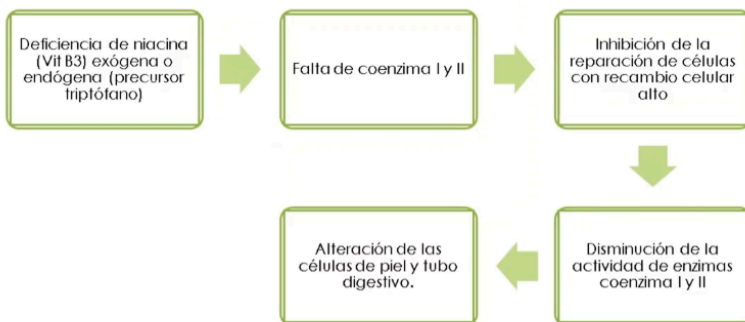 Deficiencia de niacina
(Vit B3) exógena o
endógena (precursor
triptófano)
Falta de coenzima I y II
Inhibición de la
reparación de células
con recambio celular
alto
Disminución de la
actividad de enzimas
coenzima I y II
Alteración de las
células de piel y tubo
digestivo.